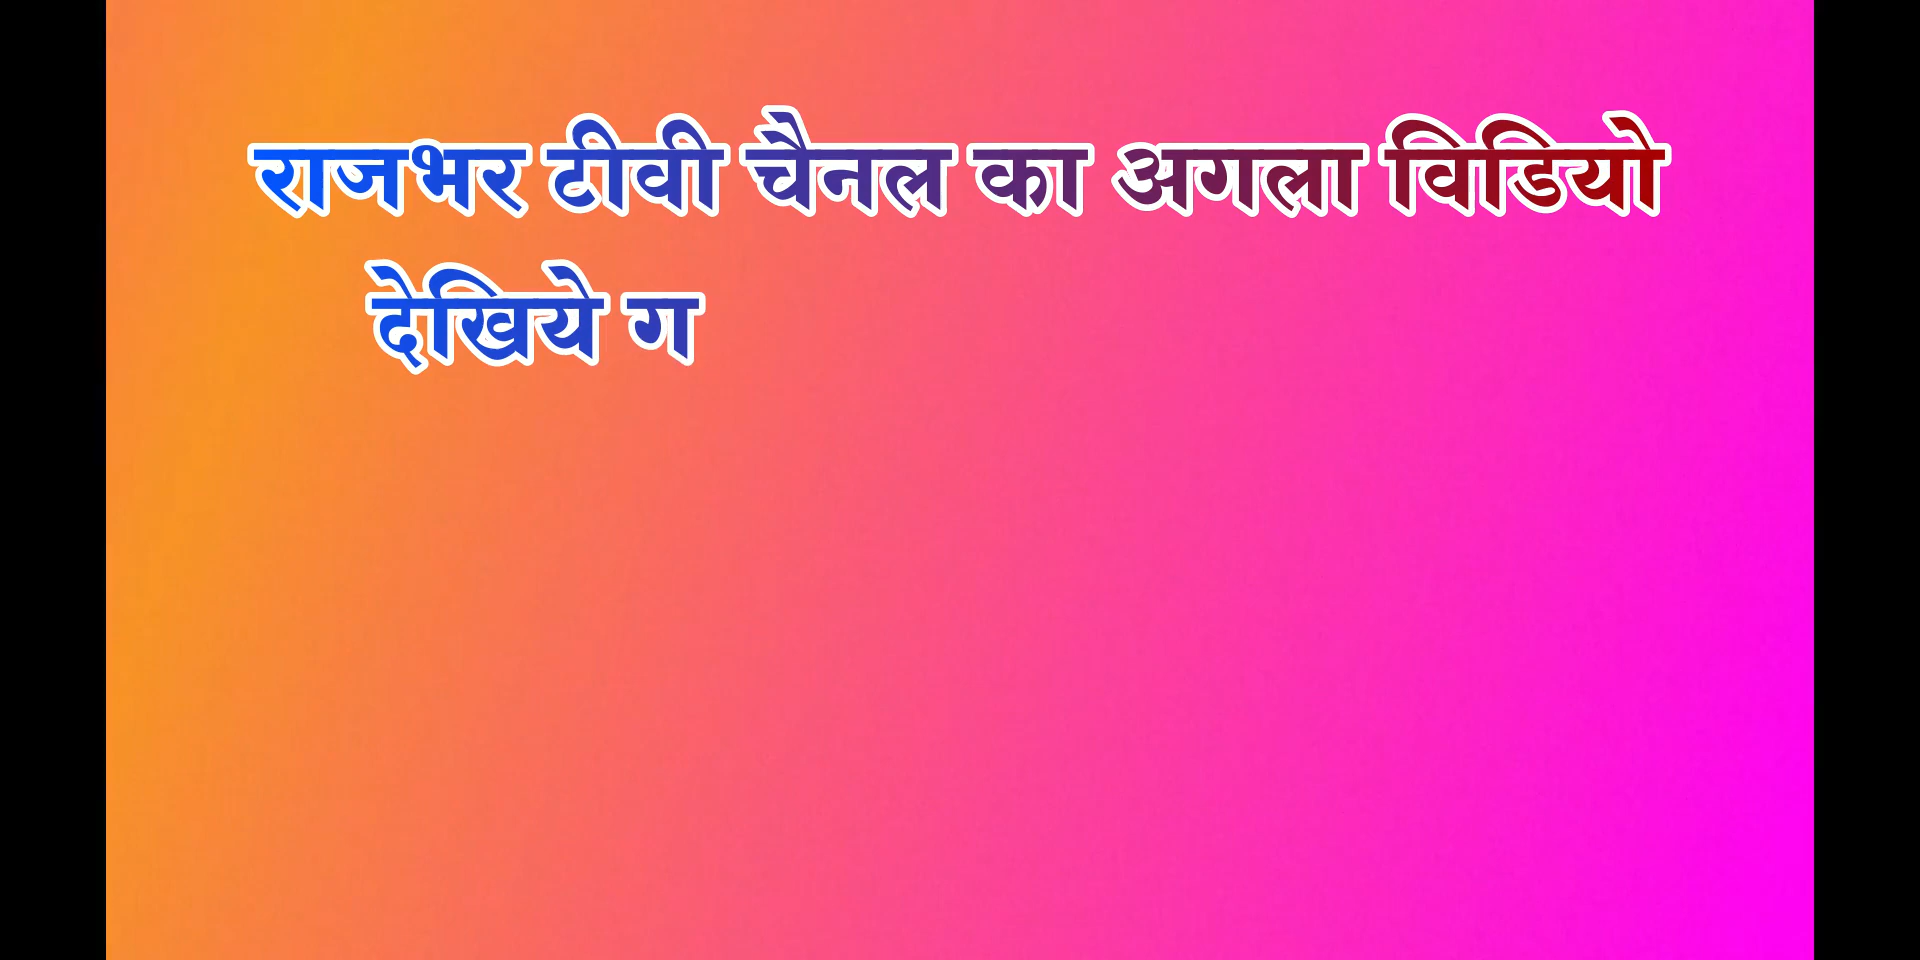 राजभर टीवी चैनल का अगला विडियो
देखिये ग